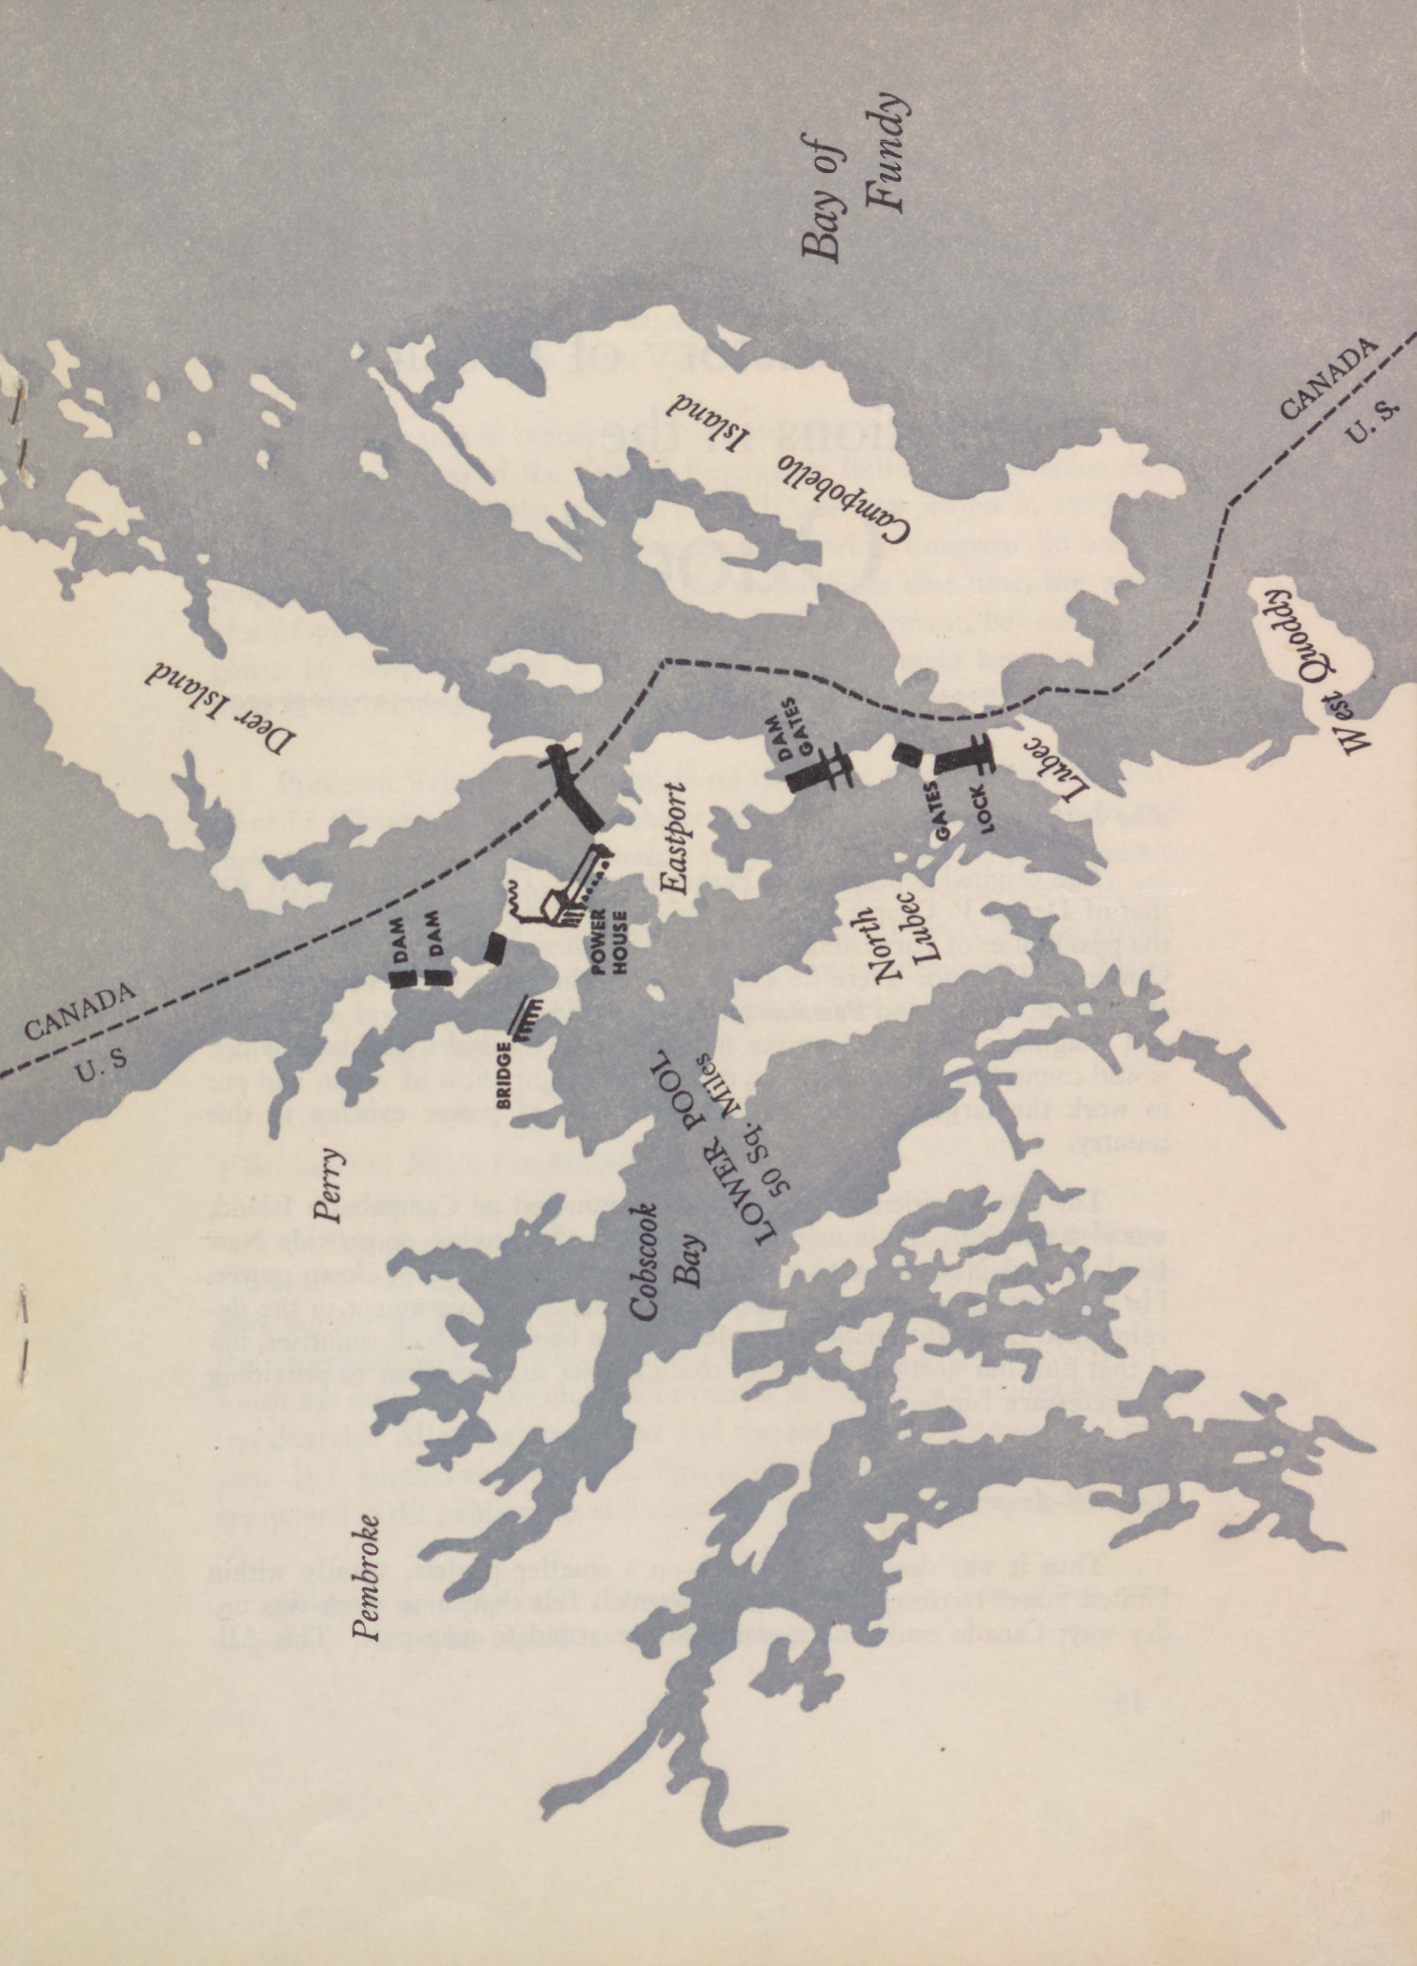 Bay of
Fundy
CANADA
U. S.
Campobello
Island
West Quoddy
Deer Island
DAM
GATES
Lubec
GATES
LOCK
Eastport
DAM
DAM
POWER
HOUSE
North
Lubec
CANADA
U. S
BRIDGE
LOWER POOL
50 Sq. Miles
Perry
Cobscook
Bay
Pembroke